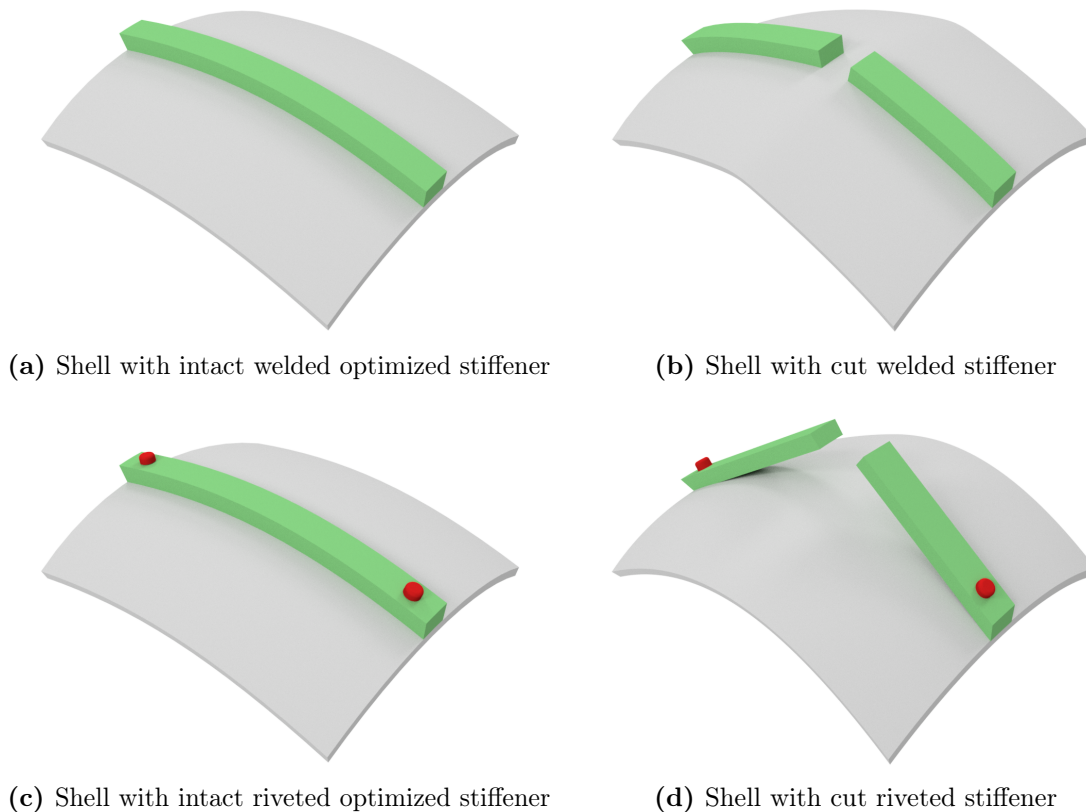 (a) Shell with intact welded optimized stiffener
(b) Shell with cut welded stiffener
(c) Shell with intact riveted optimized stiffener
(d) Shell with cut riveted stiffener